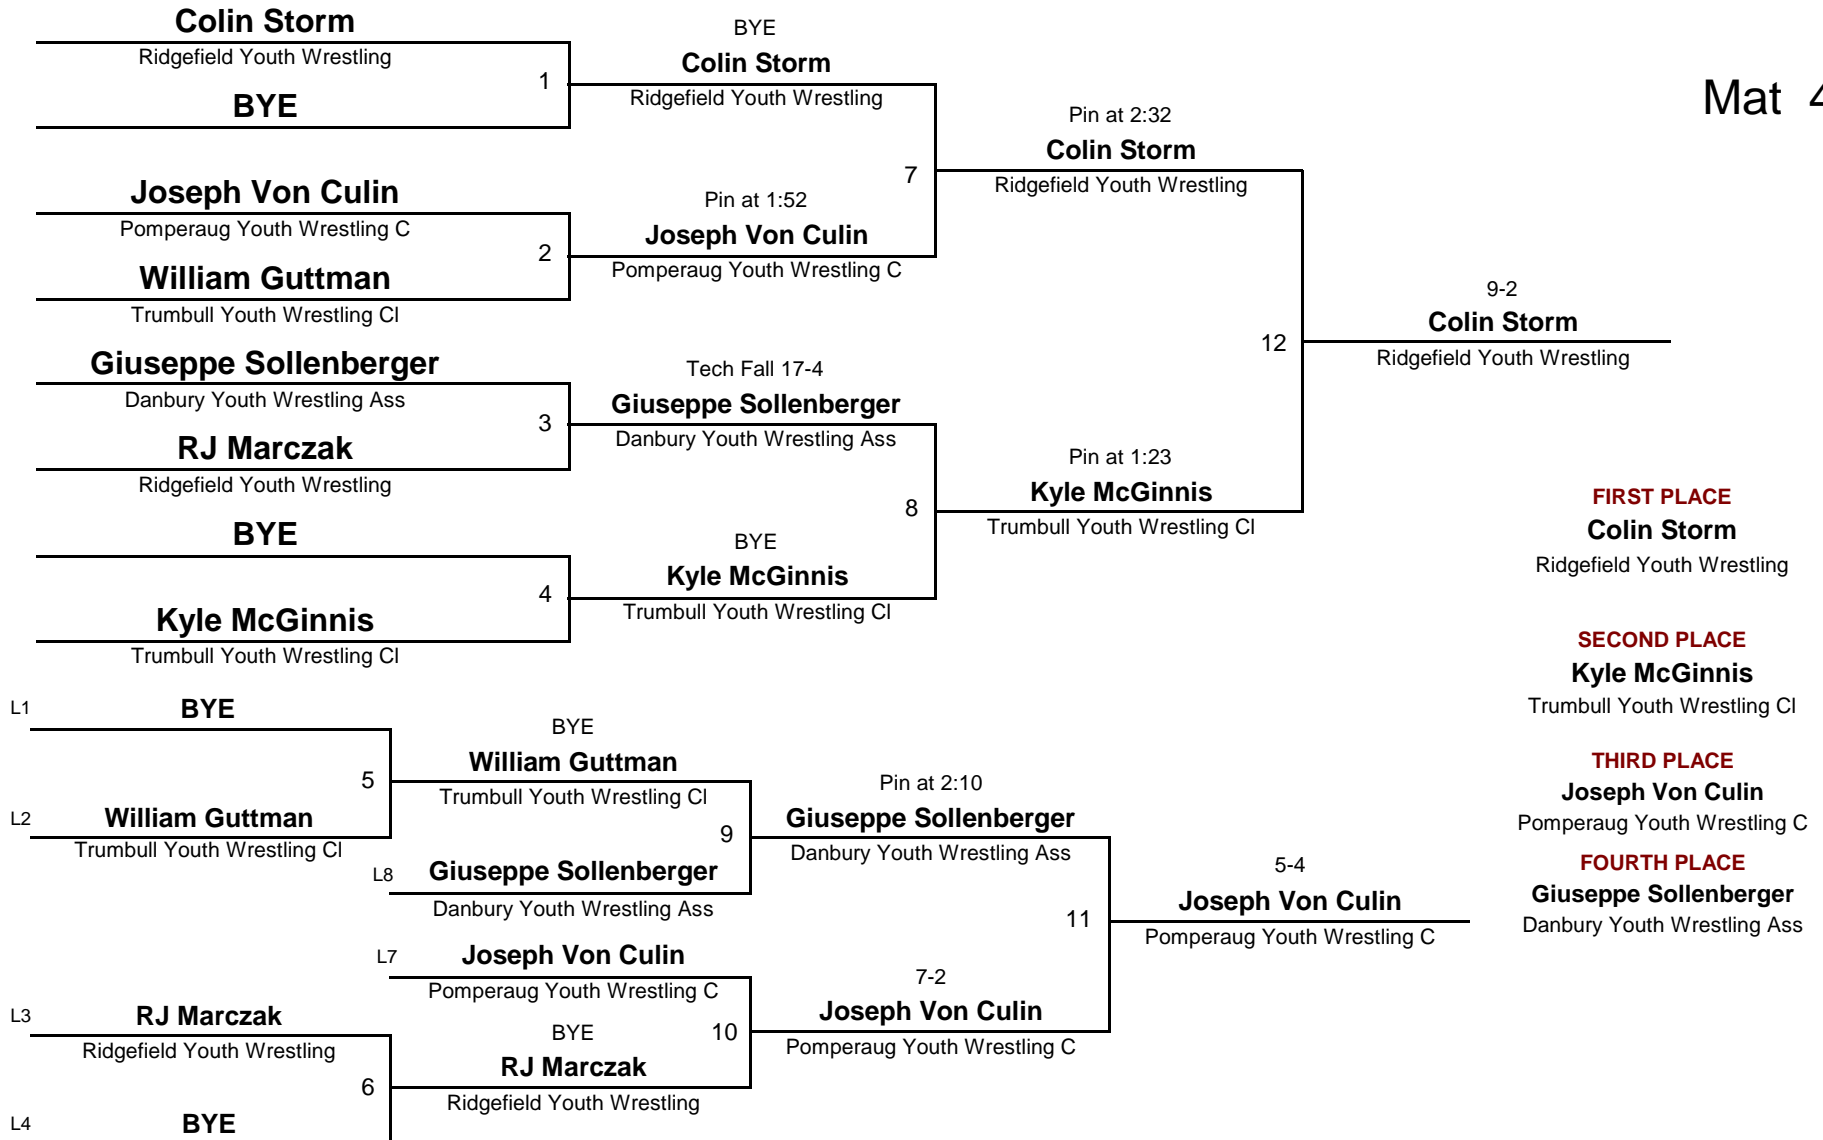 Colin Storm
Ridgefield Youth Wrestling
1
BYE
BYE
Colin Storm
Ridgefield Youth Wrestling
Mat 4
Joseph Von Culin
Pomperaug Youth Wrestling C
2
William Guttman
Trumbull Youth Wrestling Cl
Pin at 1:52
Joseph Von Culin
Pomperaug Youth Wrestling C
7
Pin at 2:32
Colin Storm
Ridgefield Youth Wrestling
Giuseppe Sollenberger
Danbury Youth Wrestling Ass
3
RJ Marczak
Ridgefield Youth Wrestling
Tech Fall 17-4
Giuseppe Sollenberger
Danbury Youth Wrestling Ass
12
9-2
Colin Storm
Ridgefield Youth Wrestling
BYE
4
Kyle McGinnis
Trumbull Youth Wrestling Cl
BYE
Kyle McGinnis
Trumbull Youth Wrestling Cl
8
Pin at 1:23
Kyle McGinnis
Trumbull Youth Wrestling Cl
FIRST PLACE
Colin Storm
Ridgefield Youth Wrestling
SECOND PLACE
Kyle McGinnis
Trumbull Youth Wrestling Cl
THIRD PLACE
Joseph Von Culin
Pomperaug Youth Wrestling C
FOURTH PLACE
Giuseppe Sollenberger
Danbury Youth Wrestling Ass
L1
BYE
5
L2
William Guttman
Trumbull Youth Wrestling Cl
BYE
William Guttman
Trumbull Youth Wrestling Cl
9
L8
Giuseppe Sollenberger
Danbury Youth Wrestling Ass
Pin at 2:10
Giuseppe Sollenberger
Danbury Youth Wrestling Ass
11
5-4
Joseph Von Culin
Pomperaug Youth Wrestling C
L7
Joseph Von Culin
Pomperaug Youth Wrestling C
10
7-2
Joseph Von Culin
Pomperaug Youth Wrestling C
L3
RJ Marczak
Ridgefield Youth Wrestling
6
BYE
RJ Marczak
Ridgefield Youth Wrestling
L4
BYE